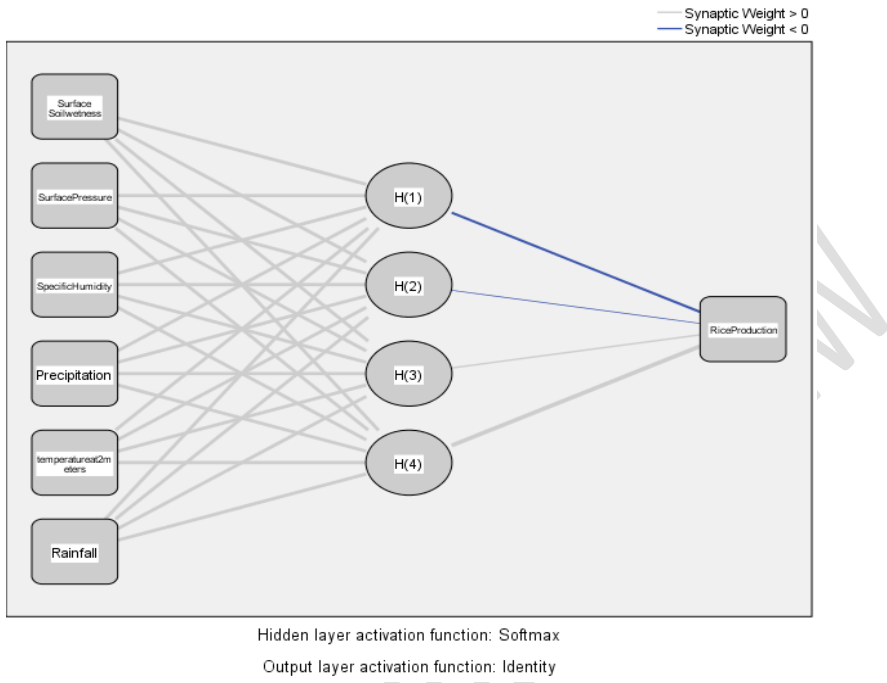 Synaptic Weight > 0
Synaptic Weight < 0
Surface
Soilwetness
SurfacePressure
SpecificHumidity
Precipitation
temperatureat2m
eters
Rainfall
H(1)
H(2)
H(3)
H(4)
RiceProduction
Hidden layer activation function: Softmax
Output layer activation function: Identity